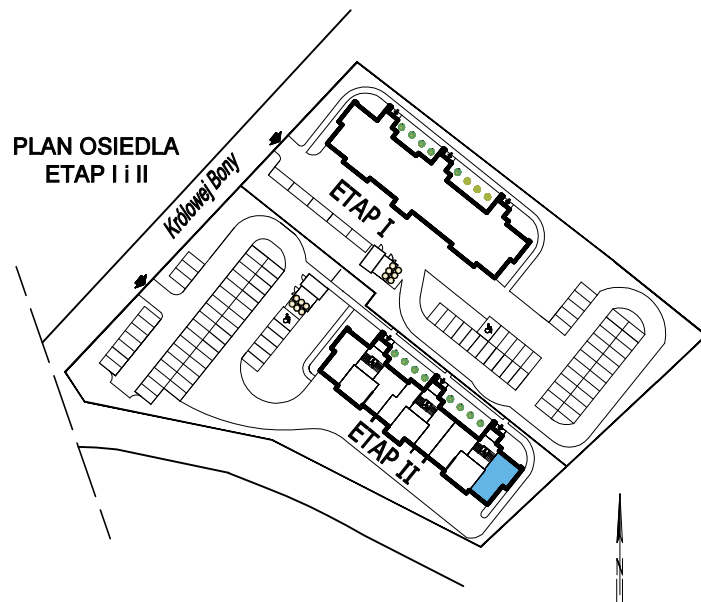 PLAN OSIEDLA
ETAP I i II
Królowej Bony
ETAP I
ETAP II
N